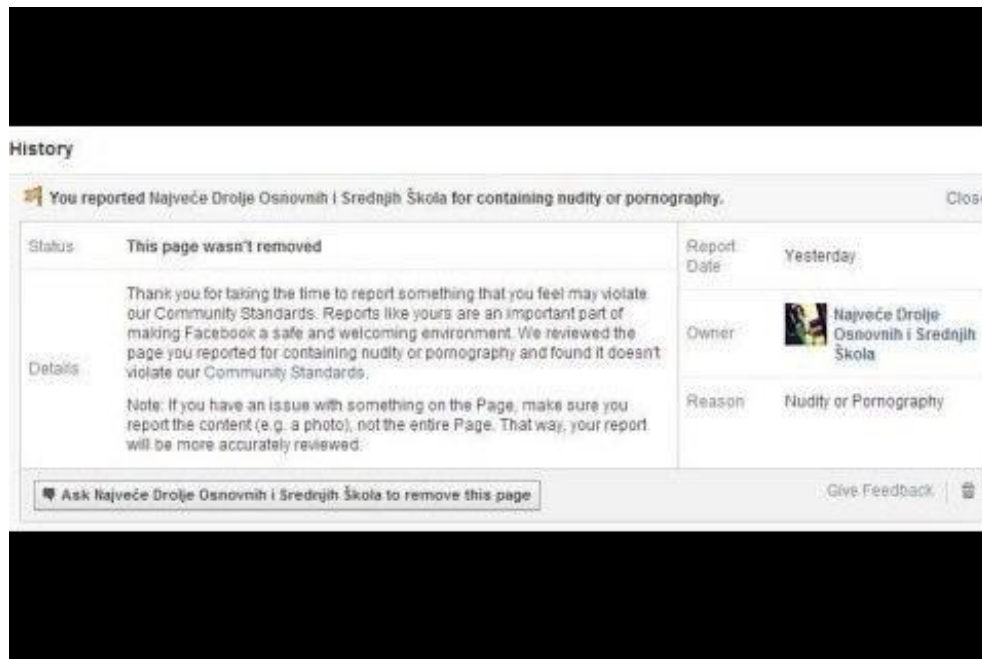 History
You reported Najveće Drolje Osnovnih i Srednjih Škola for containing nudity or pornography.
Close
Status
This page wasn't removed
Details
Thank you for taking the time to report something that you feel may violate
our Community Standards. Reports like yours are an important part of
making Facebook a safe and welcoming environment. We reviewed the
page you reported for containing nudity or pornography and found it doesn't
violate our Community Standards.
Note: If you have an issue with something on the Page, make sure you
report the content (e.g. a photo), not the entire Page. That way, your report
will be more accurately reviewed.
Report
Date
Yesterday
Owner
Najveće Drolje
Osnovnih i Srednjih
Škola
Reason
Nudity or Pornography
Ask Najveće Drolje Osnovnih i Srednjih Škola to remove this page
Give Feedback